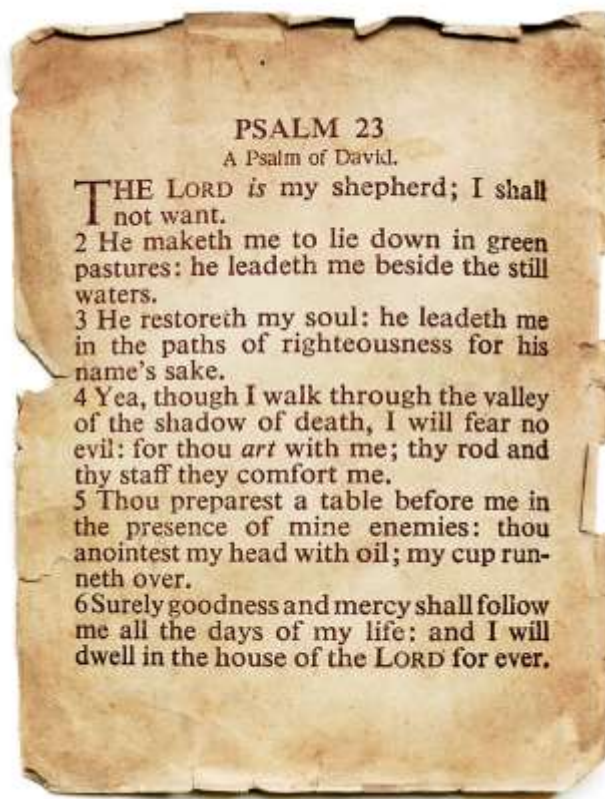 PSALM 23
A Psalm of David.
THE LORD is my shepherd; I shall
not want.
2 He maketh me to lie down in green
pastures: he leadeth me beside the still
waters.
3 He restoreth my soul: he leadeth me
in the paths of righteousness for his
name's sake.
4 Yea, though I walk through the valley
of the shadow of death, I will fear no
evil: for thou art with me; thy rod and
thy staff they comfort me.
5 Thou preparest a table before me in
the presence of mine enemies: thou
anointest my head with oil; my cup run-
neth over.
6 Surely goodness and mercy shall follow
me all the days of my life: and I will
dwell in the house of the LORD for ever.